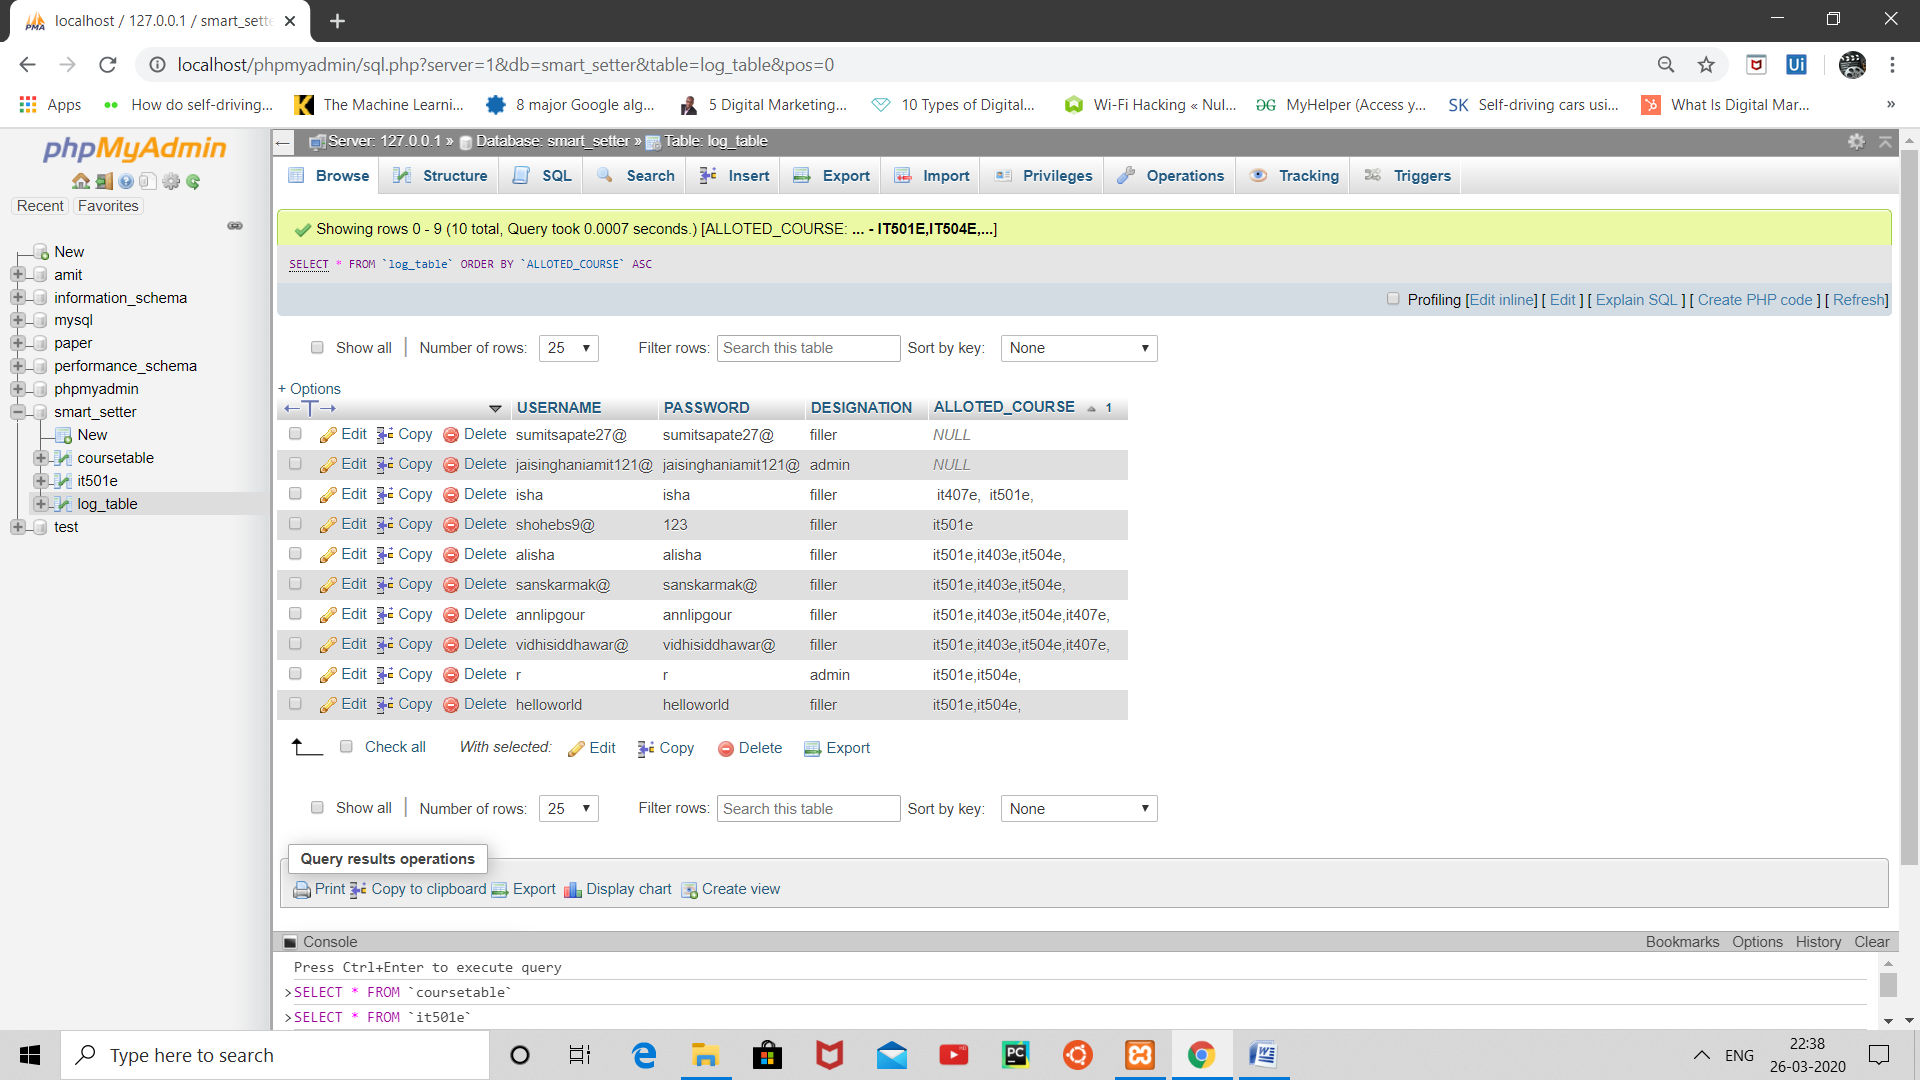 localhost / 127.0.0.1 / smart_sette
localhost/phpmyadmin/sql.php?server=1&db=smart_setter&table=log_table&pos=0
Apps How do self-driving... The Machine Learni... 8 major Google alg... 5 Digital Marketing... 10 Types of Digital... Wi-Fi Hacking « Nul... MyHelper (Access y... SK Self-driving cars usi... What Is Digital Mar... »
phpMyAdmin
Recent Favorites
New
amit
information_schema
mysql
paper
performance_schema
phpmyadmin
smart_setter
New
coursetable
it501e
log_table
test
Server: 127.0.0.1 » Database: smart_setter » Table: log_table
Browse Structure SQL Search Insert Export Import Privileges Operations Tracking Triggers
Showing rows 0 - 9 (10 total, Query took 0.0007 seconds.) [ALLOTED_COURSE: ... - IT501E,IT504E,...]
SELECT * FROM `log_table` ORDER BY `ALLOTED_COURSE` ASC
Profiling [Edit inline] [ Edit ] [ Explain SQL ] [ Create PHP code ] [ Refresh]
Show all | Number of rows: 25 Filter rows: Search this table Sort by key: None
+ Options
←T→ USERNAME PASSWORD DESIGNATION ALLOTED_COURSE 1
Edit Copy Delete sumitsapate27@ sumitsapate27@ filler NULL
Edit Copy Delete jaisinghaniamit121@ jaisinghaniamit121@ admin NULL
Edit Copy Delete isha isha filler it407e, it501e,
Edit Copy Delete shohebs9@ 123 filler it501e
Edit Copy Delete alisha alisha filler it501e,it403e,it504e,
Edit Copy Delete sanskarmak@ sanskarmak@ filler it501e,it403e,it504e,
Edit Copy Delete annlipgour annlipgour filler it501e,it403e,it504e,it407e,
Edit Copy Delete vidhisiddhawar@ vidhisiddhawar@ filler it501e,it403e,it504e,it407e,
Edit Copy Delete r r admin it501e,it504e,
Edit Copy Delete helloworld helloworld filler it501e,it504e,
Check all With selected: Edit Copy Delete Export
Show all | Number of rows: 25 Filter rows: Search this table Sort by key: None
Query results operations
Print Copy to clipboard Export Display chart Create view
Console Bookmarks Options History Clear
Press Ctrl+Enter to execute query
>SELECT * FROM `coursetable`
>SELECT * FROM `it501e`
Type here to search
ENG
22:38
26-03-2020